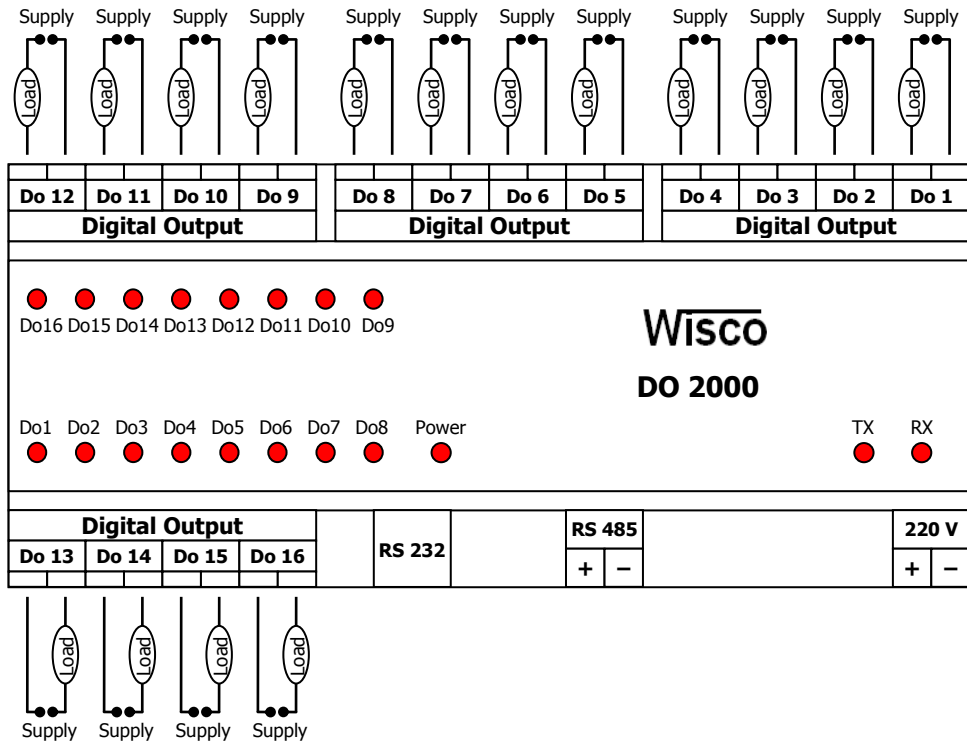 Supply Supply Supply Supply Supply Supply Supply Supply Supply Supply Supply Supply
Load Load Load Load Load Load Load Load Load Load Load Load
Do 12 Do 11 Do 10 Do 9 Do 8 Do 7 Do 6 Do 5 Do 4 Do 3 Do 2 Do 1
Digital Output Digital Output Digital Output
Do16 Do15 Do14 Do13 Do12 Do11 Do10 Do9
Wisco
DO 2000
Do1 Do2 Do3 Do4 Do5 Do6 Do7 Do8 Power TX RX
Digital Output RS 232 RS 485 220 V
Do 13 Do 14 Do 15 Do 16 + − + −
Load Load Load Load
Supply Supply Supply Supply